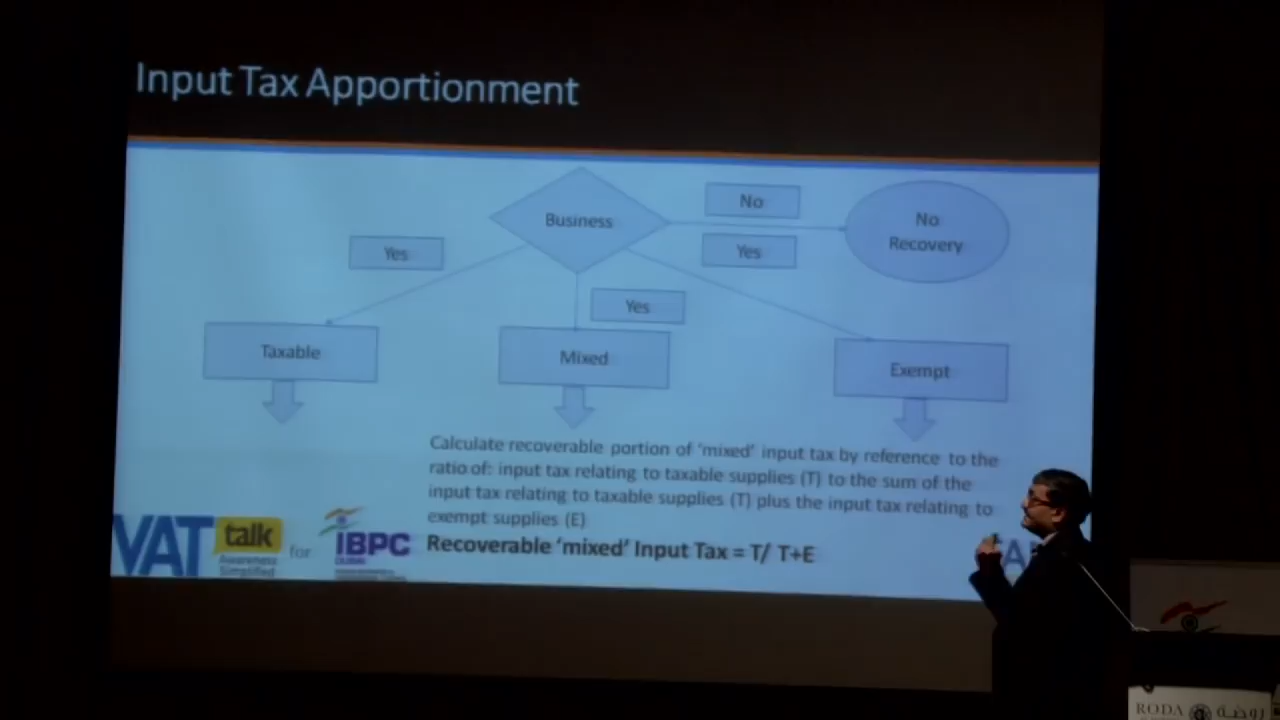 Input Tax Apportionment
Business
No
No
Recovery
Yes
Yes
Yes
Taxable
Mixed
Exempt
Calculate recoverable portion of 'mixed' input tax by reference to the
ratio of: input tax relating to taxable supplies (T) to the sum of the
input tax relating to taxable supplies (T) plus the input tax relating to
exempt supplies (E)
Recoverable 'mixed' Input Tax = T/ T+E
VAT talk
Awareness
Simplified
for
IBPC
DUBAI
RODA روضة